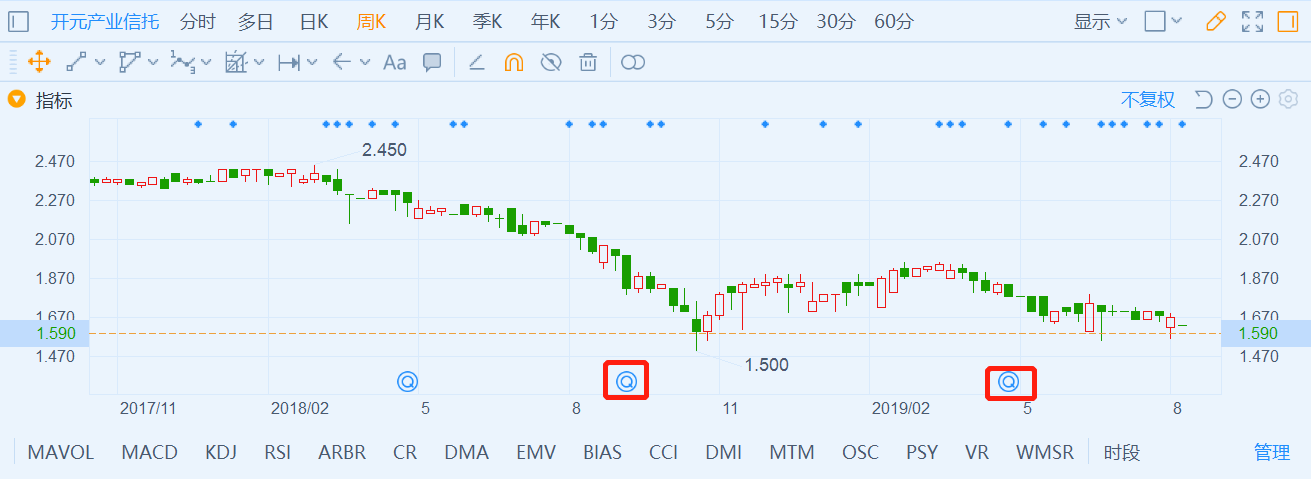 开元产业信托 分时 多日 日K 周K 月K 季K 年K 1分 3分 5分 15分 30分 60分 显示
Aa
指标 不复权
2.450
2.470 2.470
2.270 2.270
2.070 2.070
1.870 1.870
1.670 1.670
1.590 1.590
1.470 1.470
1.500
Q Q Q
2017/11 2018/02 5 8 11 2019/02 5 8
MAVOL MACD KDJ RSI ARBR CR DMA EMV BIAS CCI DMI MTM OSC PSY VR WMSR 时段 管理